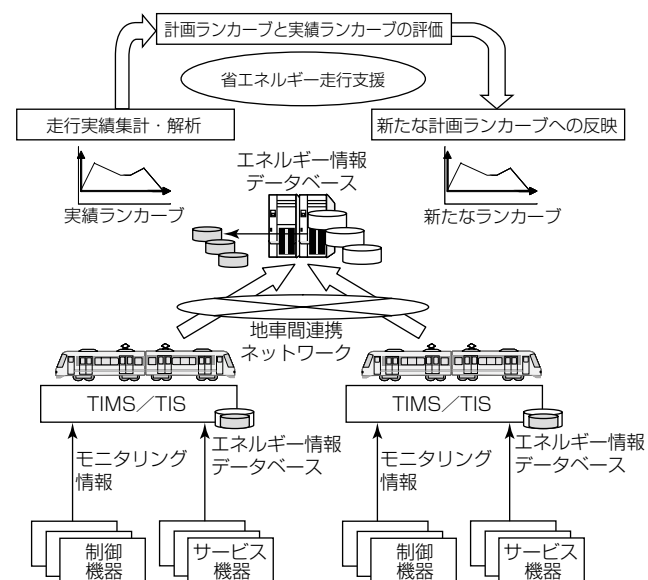 計画ランカーブと実績ランカーブの評価
省エネルギー走行支援
走行実績集計・解析
新たな計画ランカーブへの反映
エネルギー情報
データベース
実績ランカーブ
新たなランカーブ
地車間連携
ネットワーク
TIMS／TIS
TIMS／TIS
モニタリング
情報
エネルギー情報
データベース
モニタリング
情報
エネルギー情報
データベース
制御
機器
サービス
機器
制御
機器
サービス
機器